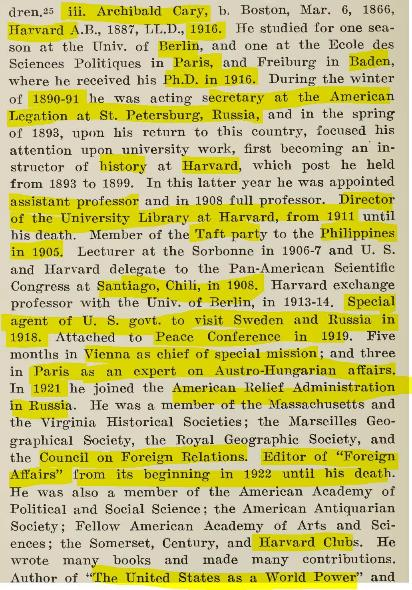 dren.25 iii. Archibald Cary, b. Boston, Mar. 6, 1866,
Harvard A.B., 1887, LL.D., 1916. He studied for one sea-
son at the Univ. of Berlin, and one at the Ecole des
Sciences Politiques in Paris, and Freiburg in Baden,
where he received his Ph.D. in 1916. During the winter
of 1890-91 he was acting secretary at the American
Legation at St. Petersburg, Russia, and in the spring
of 1893, upon his return to this country, focused his
attention upon university work, first becoming an in-
structor of history at Harvard, which post he held
from 1893 to 1899. In this latter year he was appointed
assistant professor and in 1908 full professor. Director
of the University Library at Harvard, from 1911 until
his death. Member of the Taft party to the Philippines
in 1905. Lecturer at the Sorbonne in 1906-7 and U. S.
and Harvard delegate to the Pan-American Scientific
Congress at Santiago, Chili, in 1908. Harvard exchange
professor with the Univ. of Berlin, in 1913-14. Special
agent of U. S. govt. to visit Sweden and Russia in
1918. Attached to Peace Conference in 1919. Five
months in Vienna as chief of special mission; and three
in Paris as an expert on Austro-Hungarian affairs.
In 1921 he joined the American Relief Administration
in Russia. He was a member of the Massachusetts and
the Virginia Historical Societies; the Marseilles Geo-
graphical Society, the Royal Geographic Society, and
the Council on Foreign Relations. Editor of "Foreign
Affairs" from its beginning in 1922 until his death.
He was also a member of the American Academy of
Political and Social Science; the American Antiquarian
Society; Fellow American Academy of Arts and Sci-
ences; the Somerset, Century, and Harvard Clubs. He
wrote many books and made many contributions.
Author of "The United States as a World Power" and